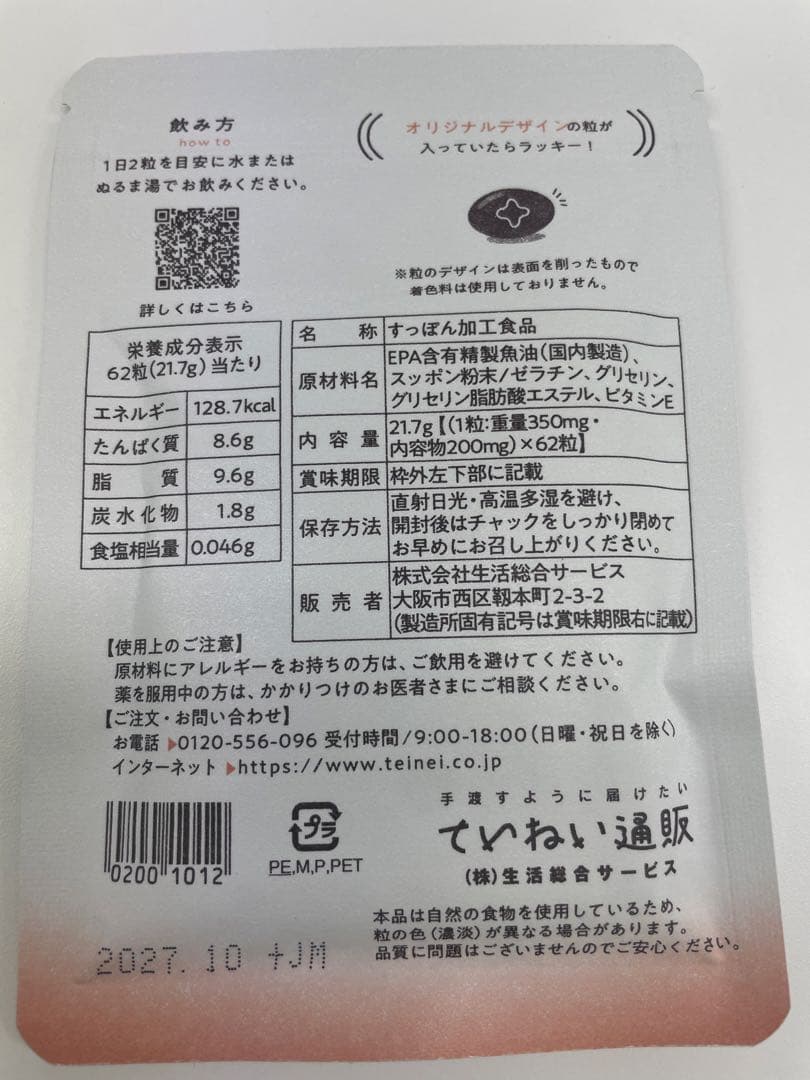 飲み方
how to
1日2粒を目安に水または
ぬるま湯でお飲みください。
詳しくはこちら
オリジナルデザインの粒が
入っていたらラッキー！
※粒のデザインは表面を削ったもので
着色料は使用しておりません。
栄養成分表示
62粒(21.7g)当たり
エネルギー 128.7kcal
たんぱく質 8.6g
脂質 9.6g
炭水化物 1.8g
食塩相当量 0.046g
名称 すっぽん加工食品
原材料名 EPA含有精製魚油(国内製造)、
スッポン粉末/ゼラチン、グリセリン、
グリセリン脂肪酸エステル、ビタミンE
内容量 21.7g【(1粒:重量350mg・
内容物200mg)×62粒】
賞味期限 枠外左下部に記載
保存方法 直射日光・高温多湿を避け、
開封後はチャックをしっかり閉めて
お早めにお召し上がりください。
販売者 株式会社生活総合サービス
大阪市西区靱本町2-3-2
(製造所固有記号は賞味期限右に記載)
【使用上のご注意】
原材料にアレルギーをお持ちの方は、ご飲用を避けてください。
薬を服用中の方は、かかりつけのお医者さまにご相談ください。
【ご注文・お問い合わせ】
お電話 ▶0120-556-096 受付時間/9:00-18:00(日曜・祝日を除く)
インターネット ▶https://www.teinei.co.jp
02001012
プラ
PE,M,P,PET
手渡すように届けたい
ていねい通販
(株)生活総合サービス
本品は自然の食物を使用しているため、
粒の色(濃淡)が異なる場合があります。
品質に問題はございませんのでご安心ください。
2027.10 +JM